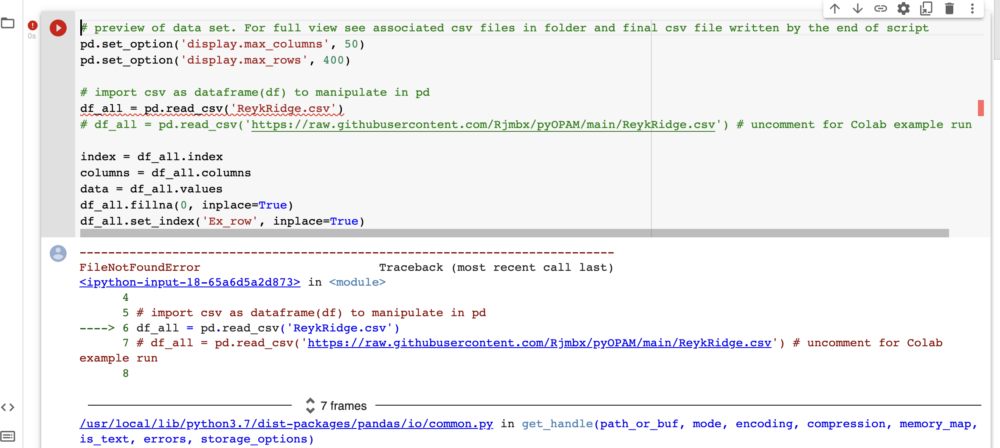 0s
# preview of data set. For full view see associated csv files in folder and final csv file written by the end of script
pd.set_option('display.max_columns', 50)
pd.set_option('display.max_rows', 400)
# import csv as dataframe(df) to manipulate in pd
df_all = pd.read_csv('ReykRidge.csv')
# df_all = pd.read_csv('https://raw.githubusercontent.com/Rjmbx/pyOPAM/main/ReykRidge.csv') # uncomment for Colab example run
index = df_all.index
columns = df_all.columns
data = df_all.values
df_all.fillna(0, inplace=True)
df_all.set_index('Ex_row', inplace=True)
---------------------------------------------------------------------------
FileNotFoundError                         Traceback (most recent call last)
<ipython-input-18-65a6d5a2d873> in <module>
      4
      5 # import csv as dataframe(df) to manipulate in pd
----> 6 df_all = pd.read_csv('ReykRidge.csv')
      7 # df_all = pd.read_csv('https://raw.githubusercontent.com/Rjmbx/pyOPAM/main/ReykRidge.csv') # uncomment for Colab
example run
      8
7 frames
/usr/local/lib/python3.7/dist-packages/pandas/io/common.py in get_handle(path_or_buf, mode, encoding, compression, memory_map,
is_text, errors, storage_options)